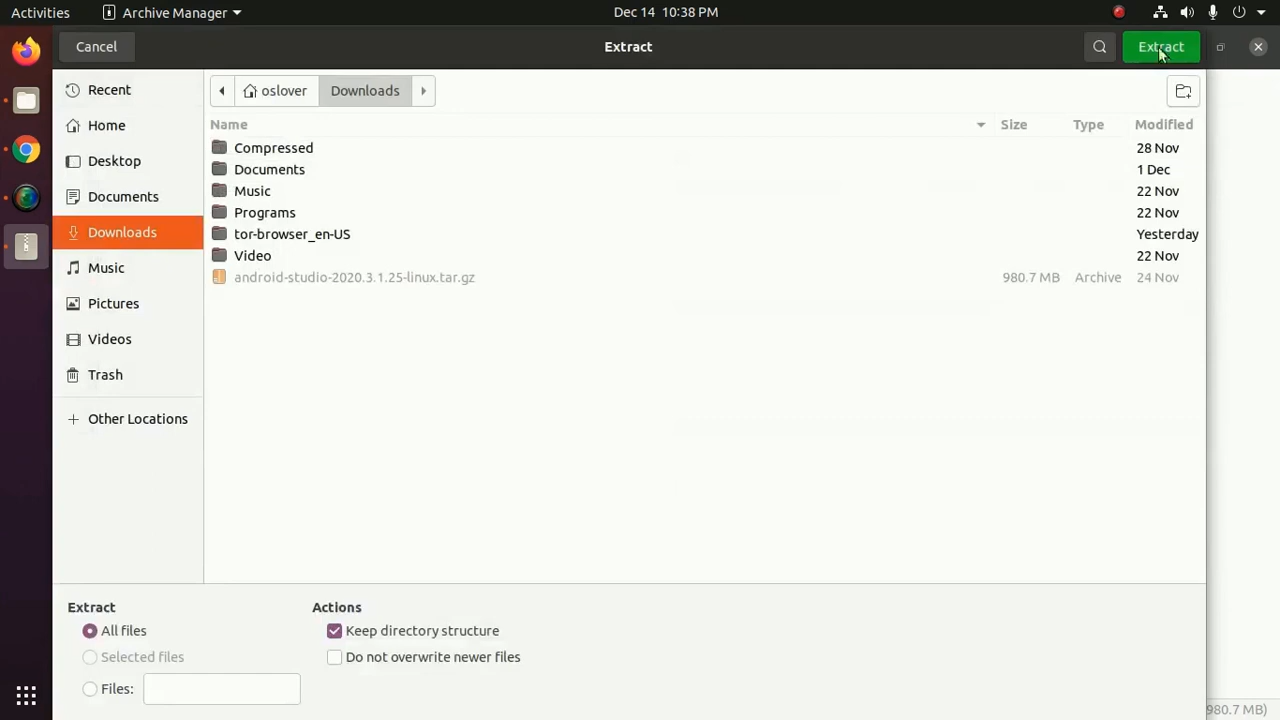 Activities Archive Manager Dec 14 10:38 PM
Cancel Extract Extract
Recent
Home
Desktop
Documents
Downloads
Music
Pictures
Videos
Trash
Other Locations
oslover Downloads
Name Size Type Modified
Compressed 28 Nov
Documents 1 Dec
Music 22 Nov
Programs 22 Nov
tor-browser_en-US Yesterday
Video 22 Nov
android-studio-2020.3.1.25-linux.tar.gz 980.7 MB Archive 24 Nov
Extract
All files
Selected files
Files:
Actions
Keep directory structure
Do not overwrite newer files
980.7 MB)